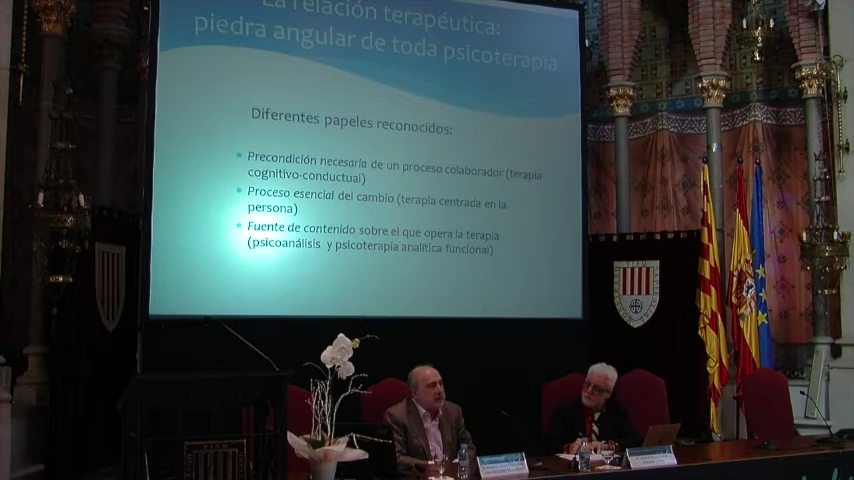 La relación terapéutica:
piedra angular de toda psicoterapia
Diferentes papeles reconocidos:
Precondición necesaria de un proceso colaborador (terapia
cognitivo-conductual)
Proceso esencial del cambio (terapia centrada en la
persona)
Fuente de contenido sobre el que opera la terapia
(psicoanálisis y psicoterapia analítica funcional)